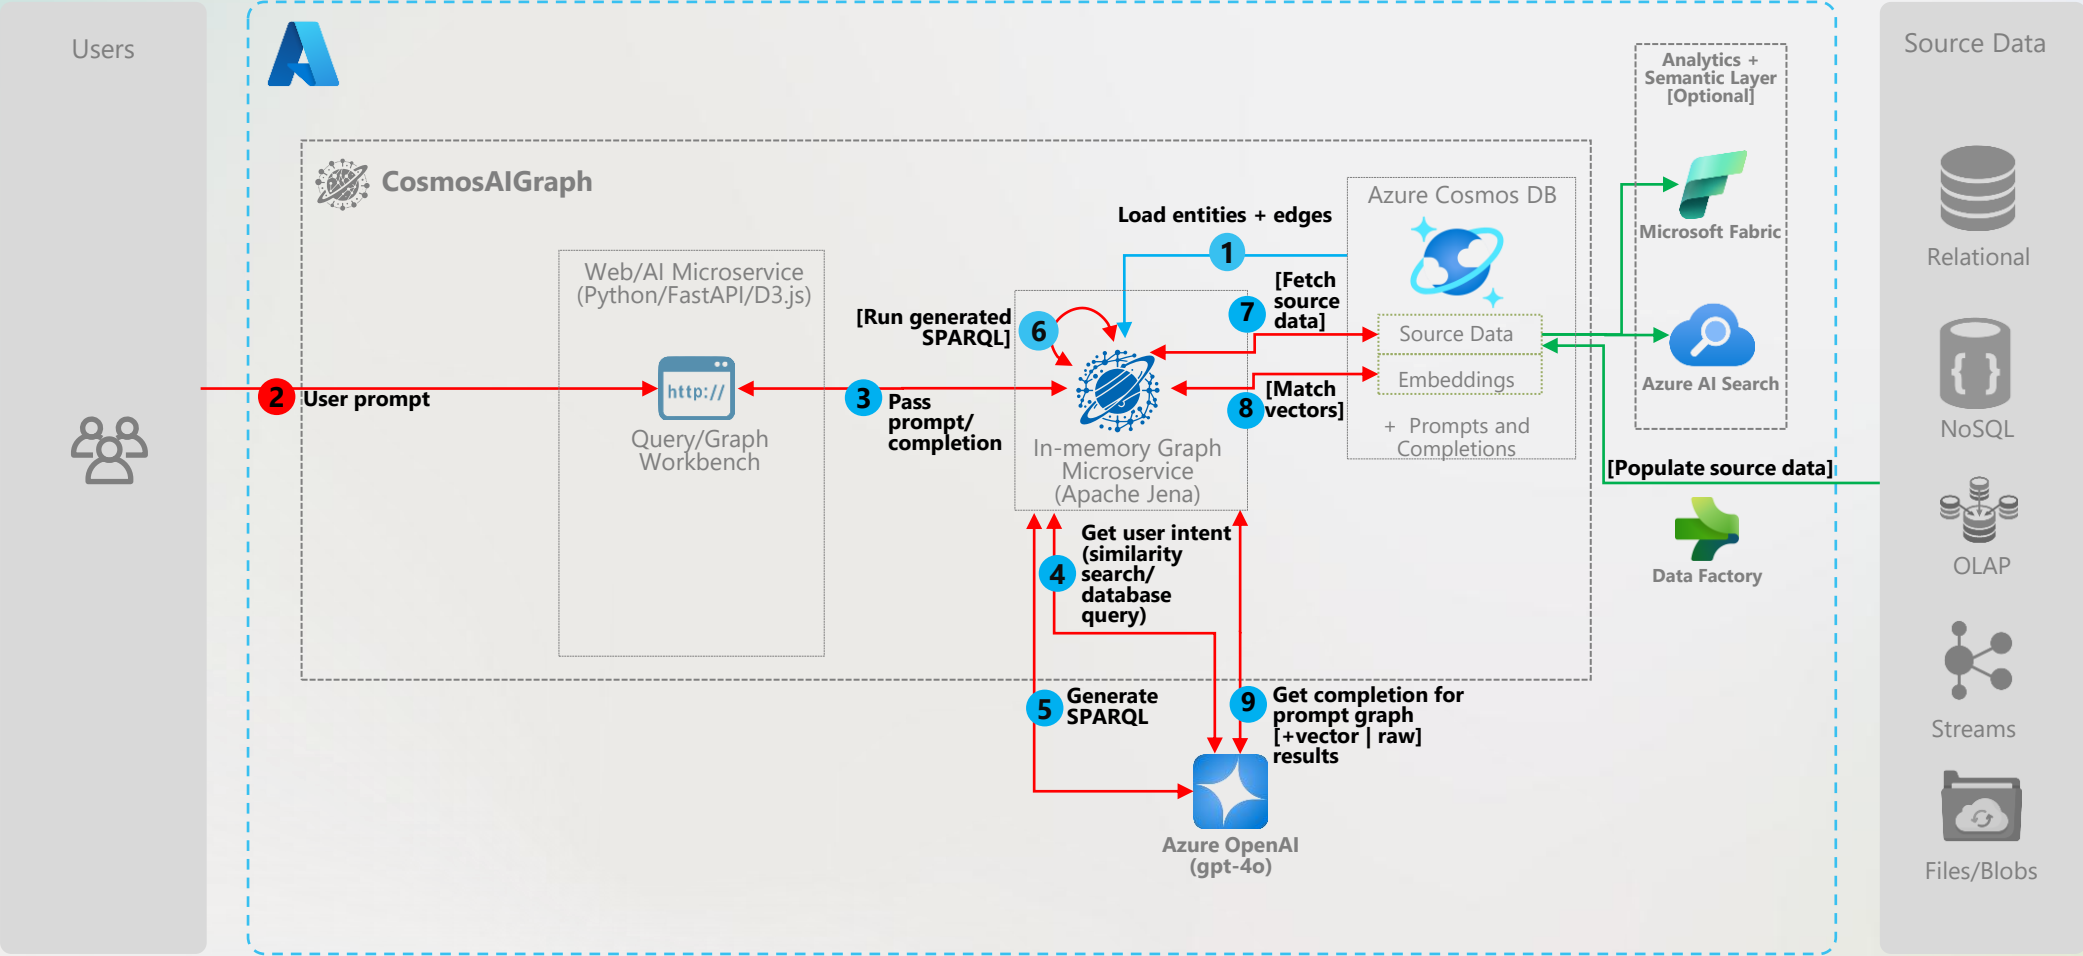 Users
CosmosAIGraph
Web/AI Microservice
(Python/FastAPI/D3.js)
http://
Query/Graph
Workbench
2
User prompt
3
Pass
prompt/
completion
Load entities + edges
1
[Run generated
SPARQL]
6
In-memory Graph
Microservice
(Apache Jena)
[Fetch
source
data]
7
[Match
vectors]
8
Azure Cosmos DB
Source Data
Embeddings
+ Prompts and
Completions
4
Get user intent
(similarity
search/
database
query)
5
Generate
SPARQL
9
Get completion for
prompt graph
[+vector | raw]
results
Azure OpenAI
(gpt-4o)
Analytics +
Semantic Layer
[Optional]
Microsoft Fabric
Azure AI Search
[Populate source data]
Data Factory
Source Data
Relational
{ }
NoSQL
OLAP
Streams
Files/Blobs